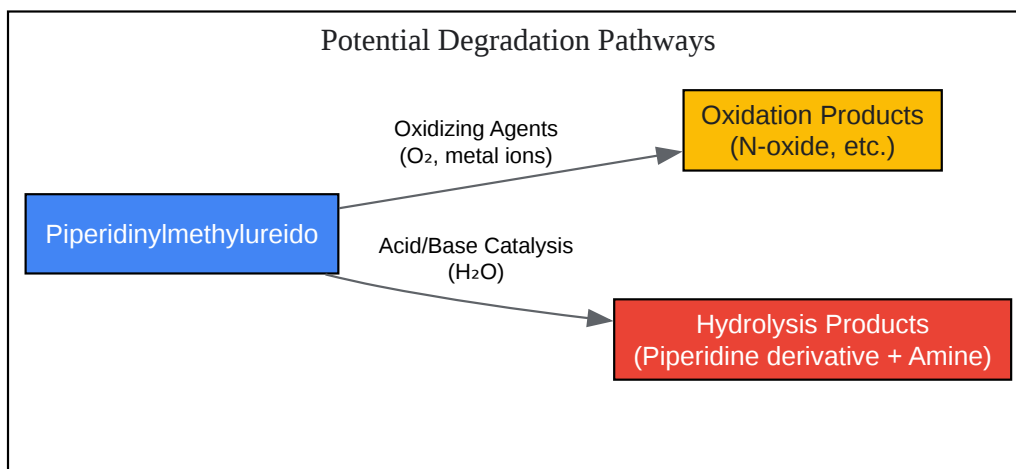 Potential Degradation Pathways
Oxidizing Agents
(O₂, metal ions)
Oxidation Products
(N-oxide, etc.)
Piperidinylmethylureido
Acid/Base Catalysis
(H₂O)
Hydrolysis Products
(Piperidine derivative + Amine)